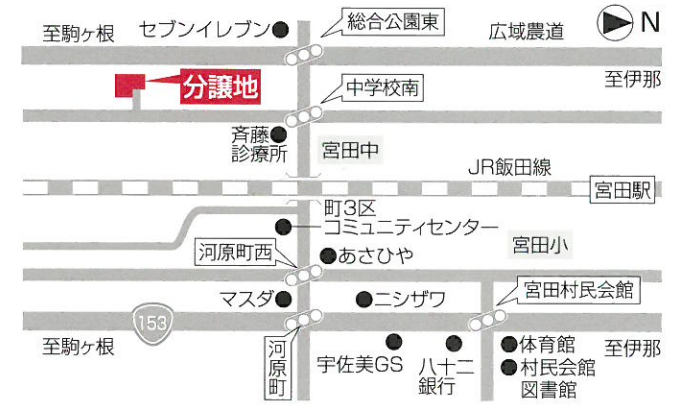 総合公園東
N
至駒ヶ根
セブンイレブン
広域農道
至伊那
分譲地
中学校南
斉藤
診療所
宮田中
JR飯田線
宮田駅
町3区
コミュニティセンター
河原町西
あさひや
宮田小
マスダ
ニシザワ
宮田村民会館
153
至駒ヶ根
河原町
宇佐美GS
八十二
銀行
体育館
村民会館
図書館
至伊那